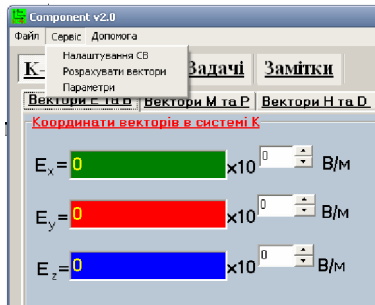 Component v2.0
Файл Сервіс Допомога
Налаштування СВ
Розрахувати вектори
Параметри
К- Задачі Замітки
Вектори Е та В Вектори М та Р Вектори Н та D
Координати векторів в системі К
Ex= 0 ×10 0 В/м
Ey= 0 ×10 0 В/м
Ez= 0 ×10 0 В/м